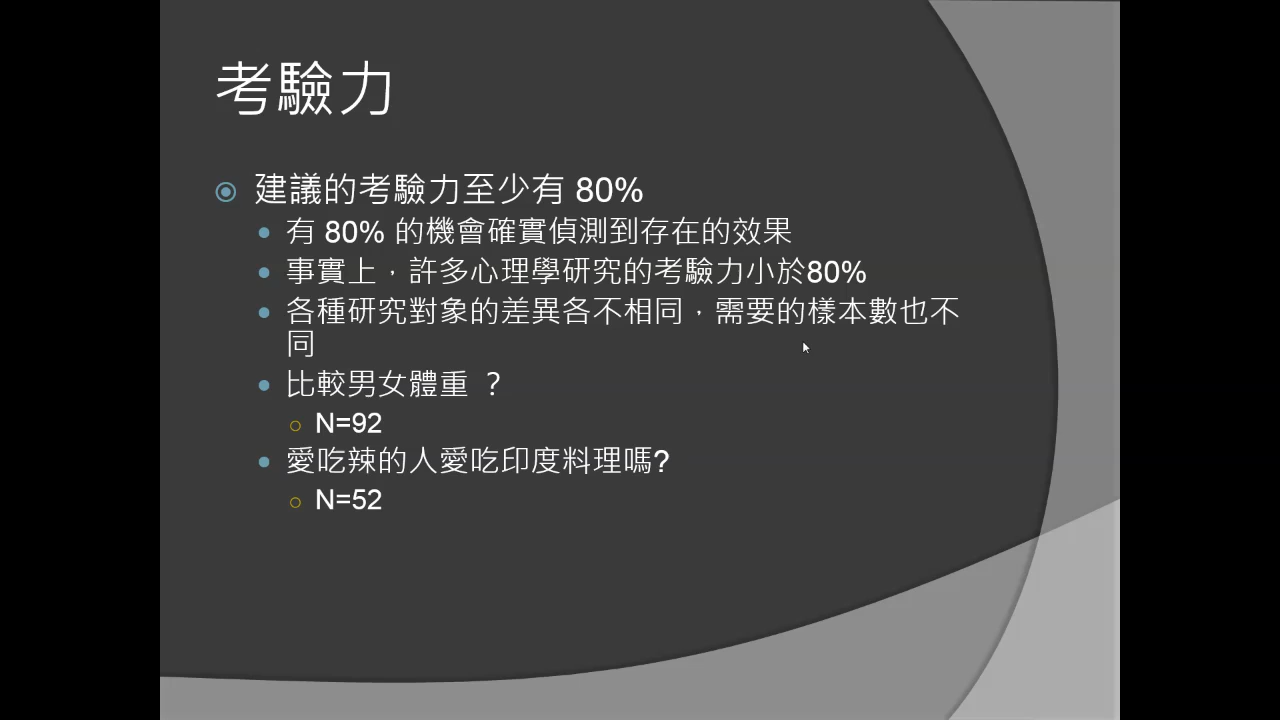 考驗力
建議的考驗力至少有 80%
有 80% 的機會確實偵測到存在的效果
事實上，許多心理學研究的考驗力小於80%
各種研究對象的差異各不相同，需要的樣本數也不
同
比較男女體重 ？
N=92
愛吃辣的人愛吃印度料理嗎?
N=52